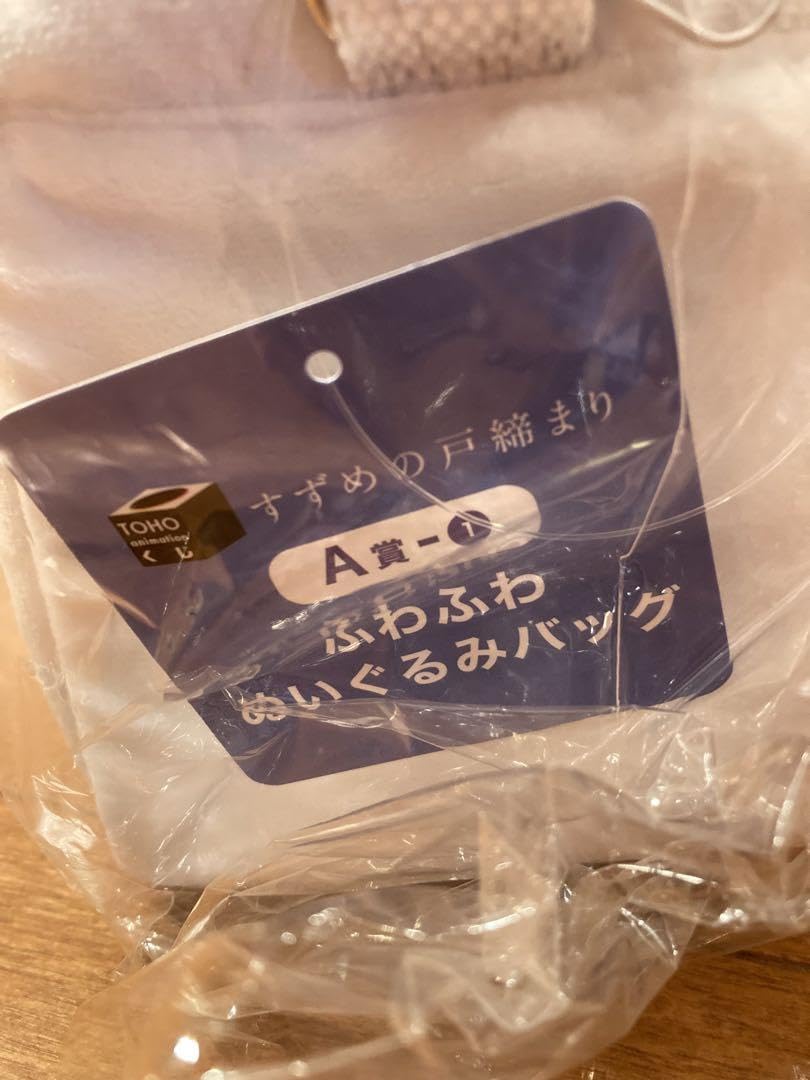 すずめの戸締まり
TOHO
animation
くじ
A賞-1
ふわふわ
ぬいぐるみバッグ